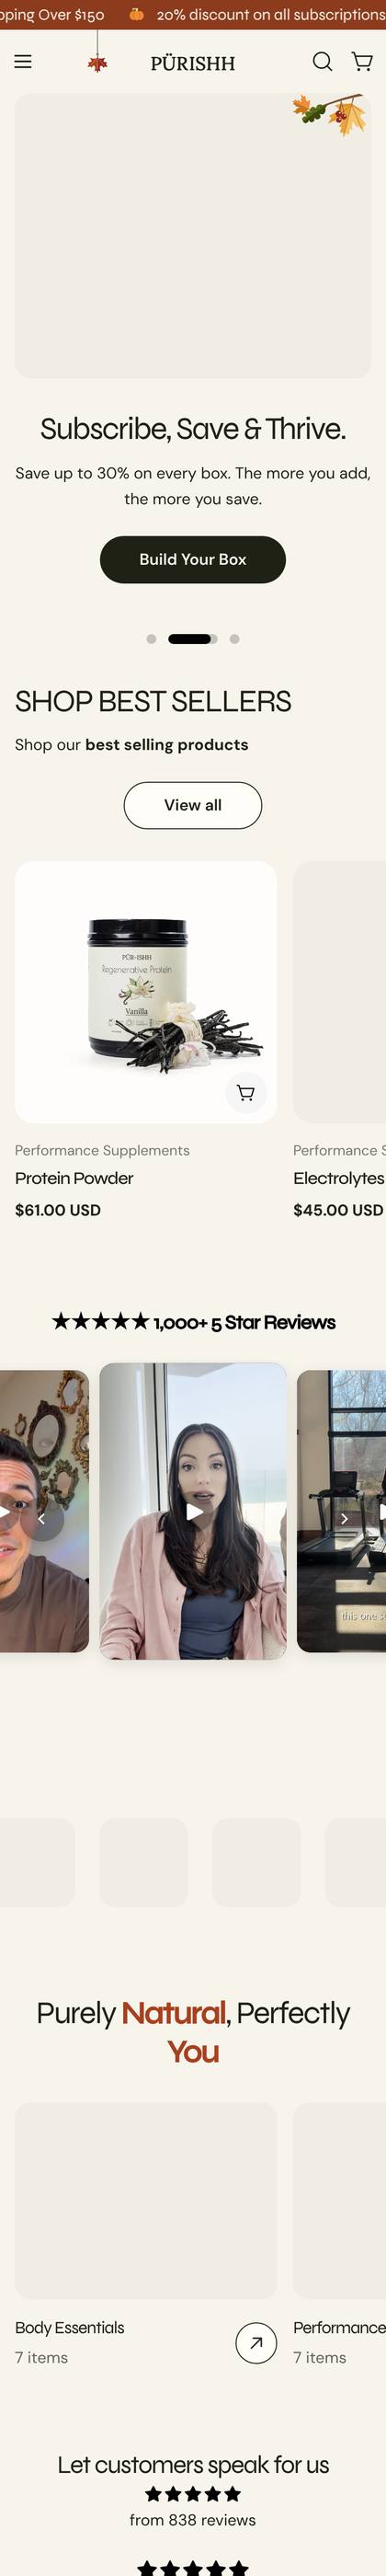 pping Over $150 20% discount on all subscriptions
PÜRISHH
Subscribe, Save & Thrive.
Save up to 30% on every box. The more you add,
the more you save.
Build Your Box
SHOP BEST SELLERS
Shop our best selling products
View all
PÜR-ISHH
Regenerative Protein
Vanilla
Performance Supplements
Protein Powder
$61.00 USD
Performance S
Electrolytes
$45.00 USD
★★★★★ 1,000+ 5 Star Reviews
this one s
Purely Natural, Perfectly
You
Body Essentials
7 items
Performance
7 items
Let customers speak for us
from 838 reviews